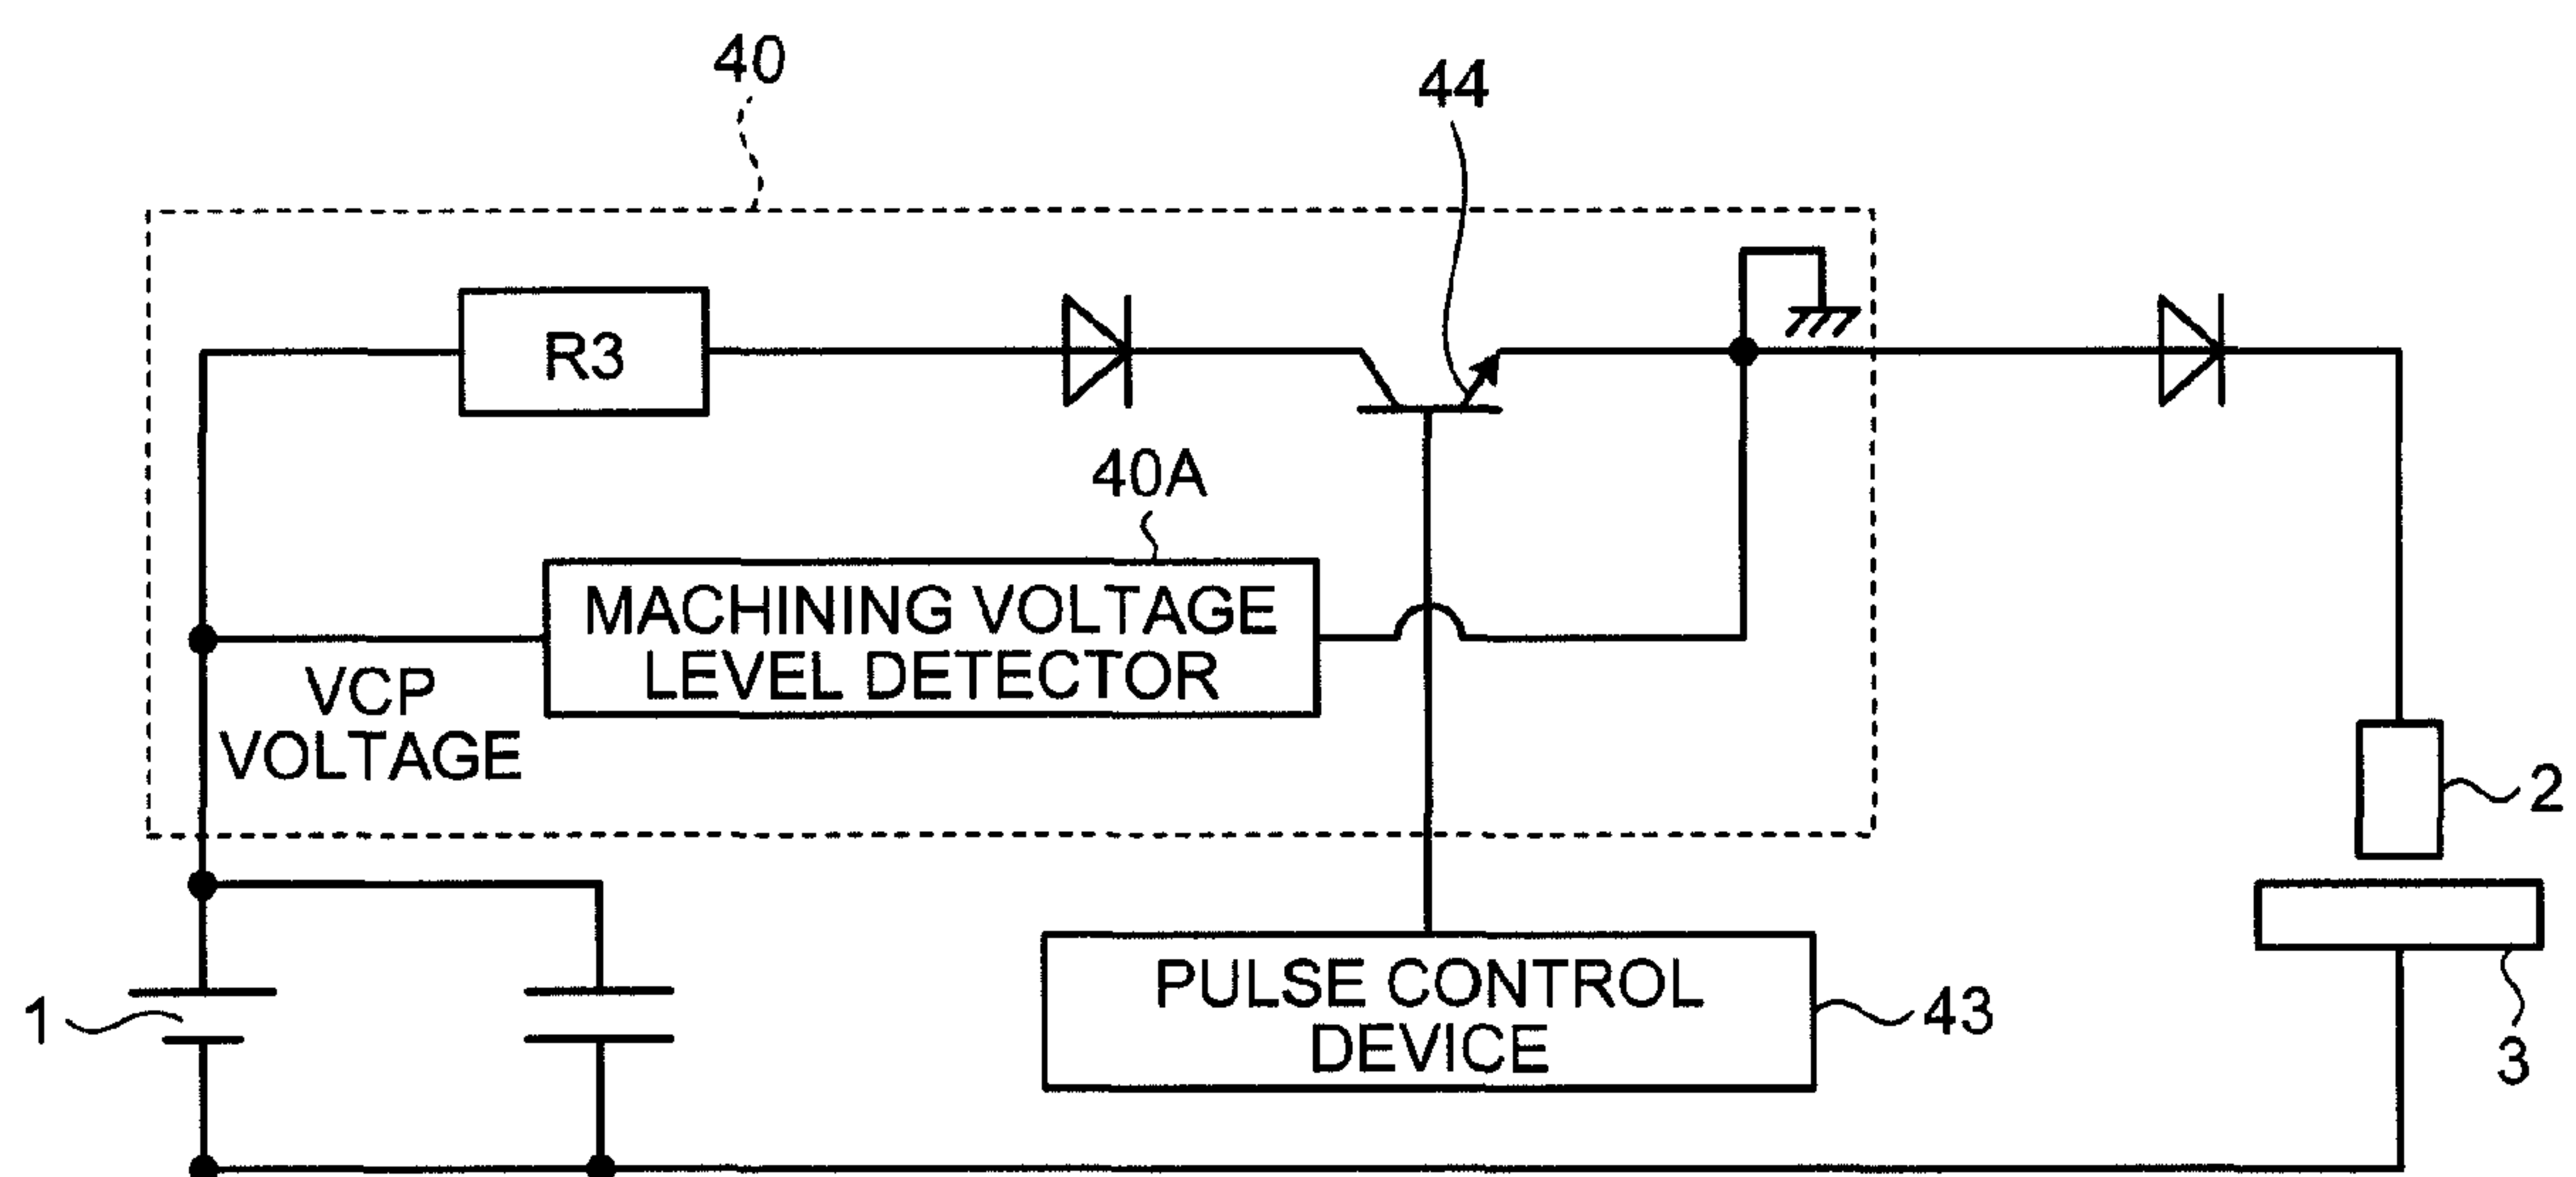 40
44
R3
40A
MACHINING VOLTAGE
LEVEL DETECTOR
VCP
VOLTAGE
2
PULSE CONTROL
DEVICE
1
43
3